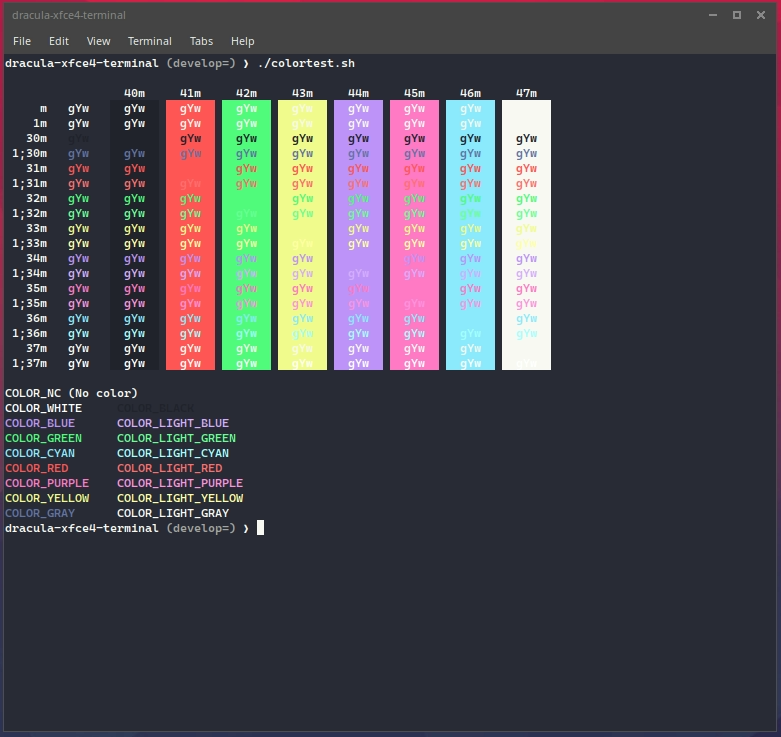 dracula-xfce4-terminal
File Edit View Terminal Tabs Help
dracula-xfce4-terminal (develop=) ❯ ./colortest.sh
40m 41m 42m 43m 44m 45m 46m 47m
m gYw gYw gYw gYw gYw gYw gYw gYw
1m gYw gYw gYw gYw gYw gYw gYw gYw
30m gYw gYw gYw gYw gYw gYw gYw gYw
1;30m gYw gYw gYw gYw gYw gYw gYw gYw gYw
31m gYw gYw gYw gYw gYw gYw gYw gYw
1;31m gYw gYw gYw gYw gYw gYw gYw gYw gYw
32m gYw gYw gYw gYw gYw gYw gYw gYw
1;32m gYw gYw gYw gYw gYw gYw gYw gYw gYw
33m gYw gYw gYw gYw gYw gYw gYw gYw
1;33m gYw gYw gYw gYw gYw gYw gYw gYw
34m gYw gYw gYw gYw gYw gYw gYw gYw
1;34m gYw gYw gYw gYw gYw gYw gYw gYw gYw
35m gYw gYw gYw gYw gYw gYw gYw gYw
1;35m gYw gYw gYw gYw gYw gYw gYw gYw gYw
36m gYw gYw gYw gYw gYw gYw gYw gYw
1;36m gYw gYw gYw gYw gYw gYw gYw gYw gYw
37m gYw gYw gYw gYw gYw gYw gYw gYw
1;37m gYw gYw gYw gYw gYw gYw gYw gYw gYw
COLOR_NC (No color)
COLOR_WHITE COLOR_BLACK
COLOR_BLUE COLOR_LIGHT_BLUE
COLOR_GREEN COLOR_LIGHT_GREEN
COLOR_CYAN COLOR_LIGHT_CYAN
COLOR_RED COLOR_LIGHT_RED
COLOR_PURPLE COLOR_LIGHT_PURPLE
COLOR_YELLOW COLOR_LIGHT_YELLOW
COLOR_GRAY COLOR_LIGHT_GRAY
dracula-xfce4-terminal (develop=) ❯